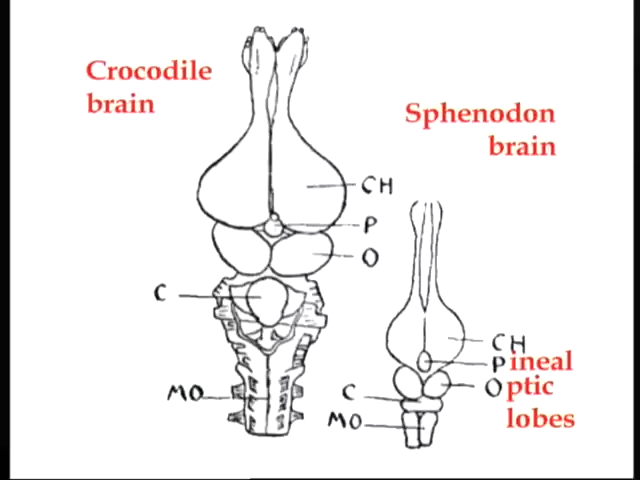 Crocodile
brain
Sphenodon
brain
CH
P
O
C
MO
CH
Pineal
Optic
lobes
C
MO